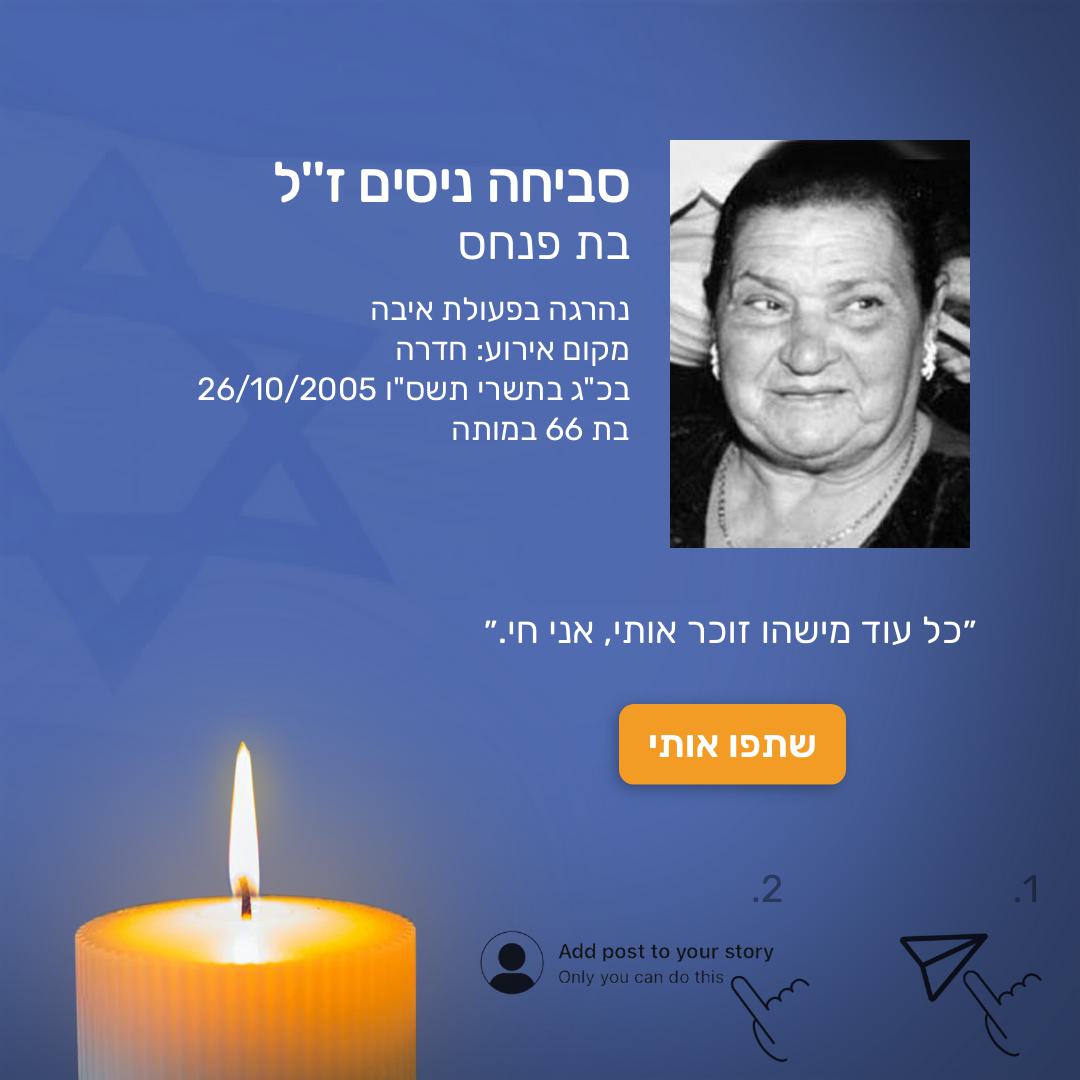 סביחה ניסים ז''ל
בת פנחס
נהרגה בפעולת איבה
מקום אירוע: חדרה
בכ"ג בתשרי תשס"ו 26/10/2005
בת 66 במותה
״כל עוד מישהו זוכר אותי, אני חי.״
שתפו אותי
1.
2.
Add post to your story
Only you can do this